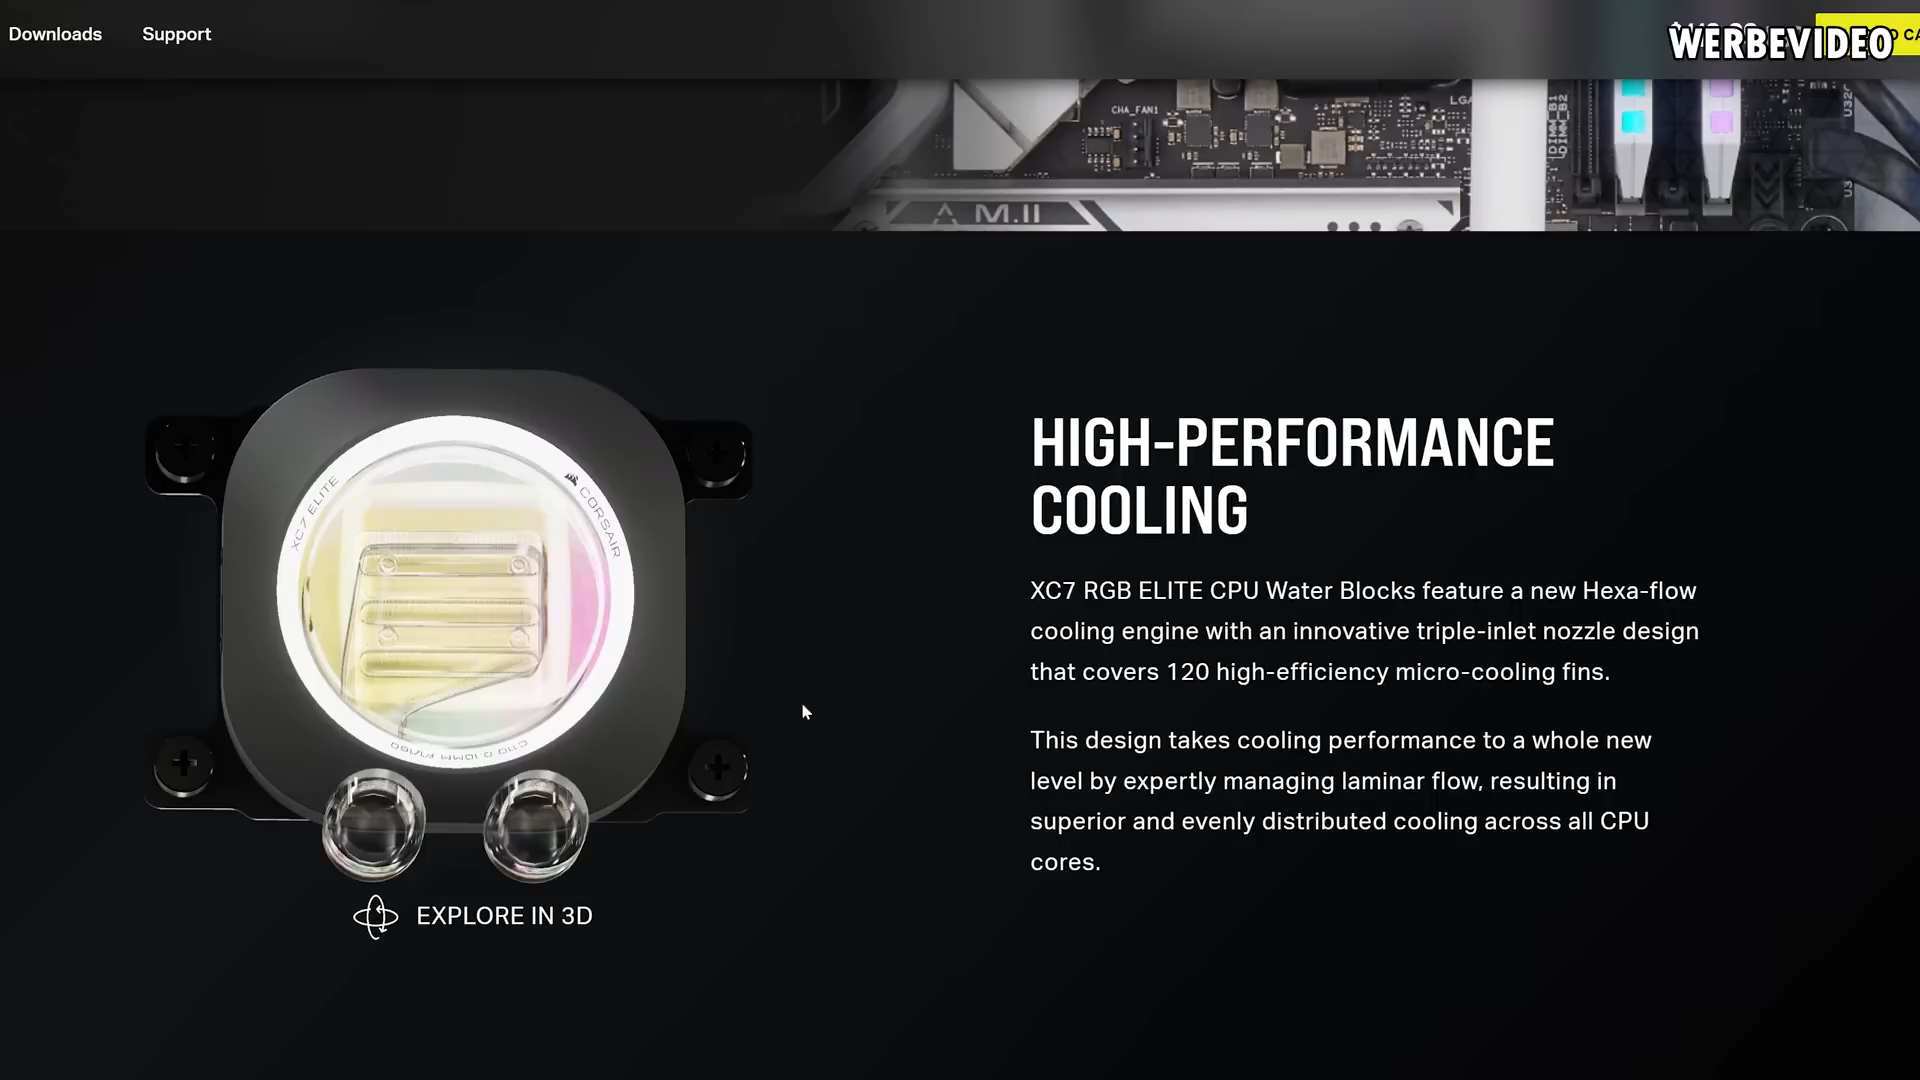 Downloads
Support
WERBEVIDEO
CHA_FAN1
DIMM_B1
DIMM_B2
M.II
XC7 ELITE
CORSAIR
HIGH-PERFORMANCE
COOLING
XC7 RGB ELITE CPU Water Blocks feature a new Hexa-flow
cooling engine with an innovative triple-inlet nozzle design
that covers 120 high-efficiency micro-cooling fins.
This design takes cooling performance to a whole new
level by expertly managing laminar flow, resulting in
superior and evenly distributed cooling across all CPU
cores.
EXPLORE IN 3D